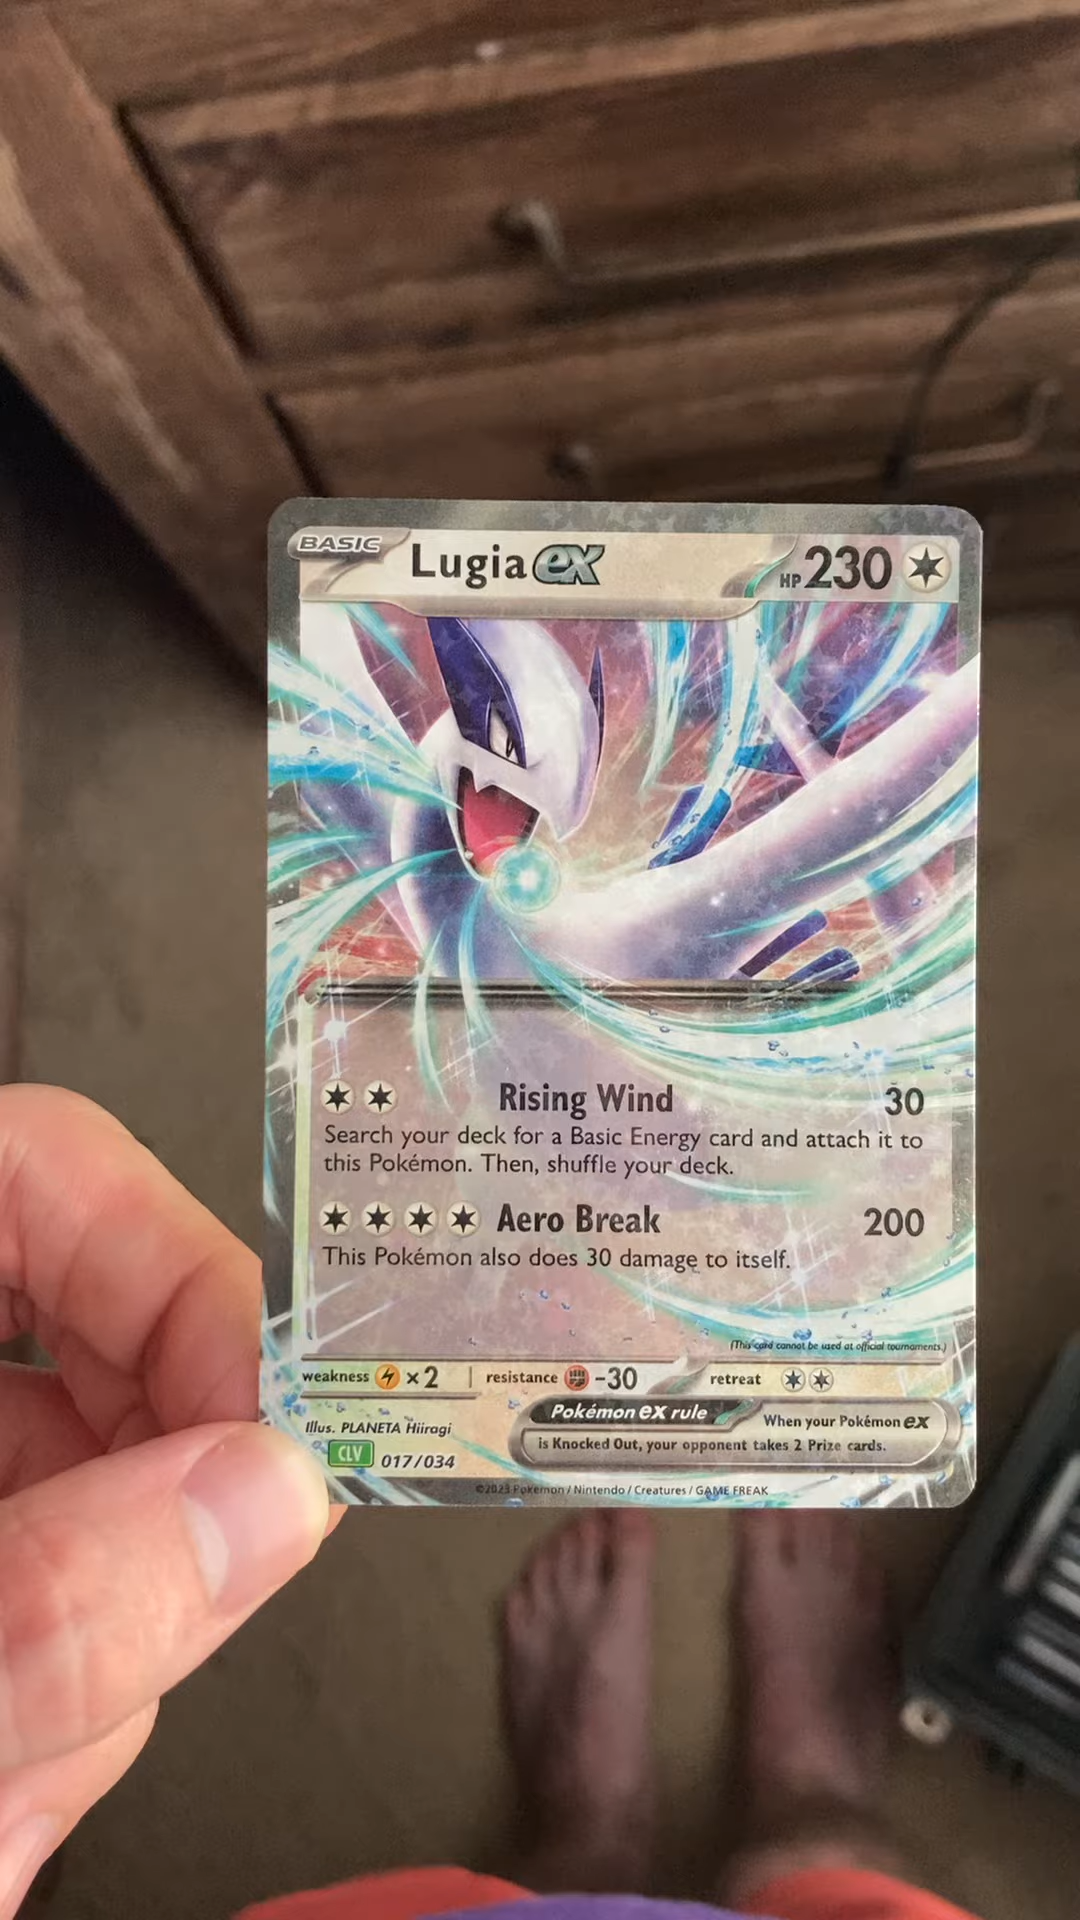 BASIC Lugia ex HP 230
Rising Wind 30
Search your deck for a Basic Energy card and attach it to
this Pokémon. Then, shuffle your deck.
Aero Break 200
This Pokémon also does 30 damage to itself.
(This card cannot be used at official tournaments.)
weakness ×2 resistance -30 retreat
Illus. PLANETA Hiiragi
Pokémon ex rule When your Pokémon ex
is Knocked Out, your opponent takes 2 Prize cards.
CLV 017/034
©2023 Pokémon / Nintendo / Creatures / GAME FREAK